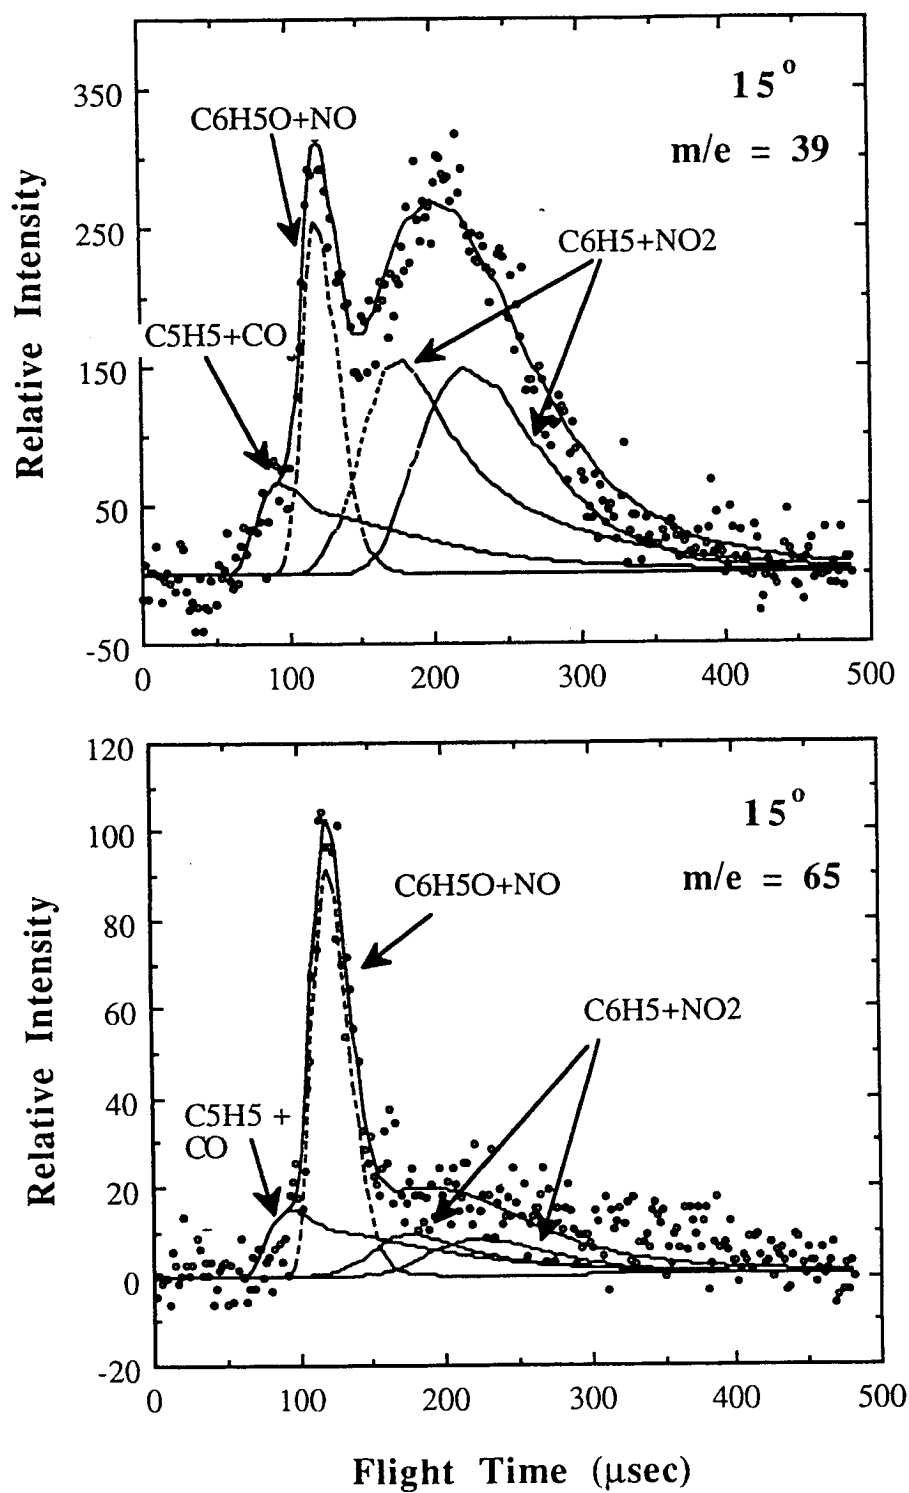 15°
m/e = 39
C6H5O+NO
C6H5+NO2
C5H5+CO
Relative Intensity
350
250
150
50
-50
0 100 200 300 400 500
15°
m/e = 65
C6H5O+NO
C6H5+NO2
C5H5 +
CO
Relative Intensity
120
100
80
60
40
20
0
-20
0 100 200 300 400 500
Flight Time (μsec)